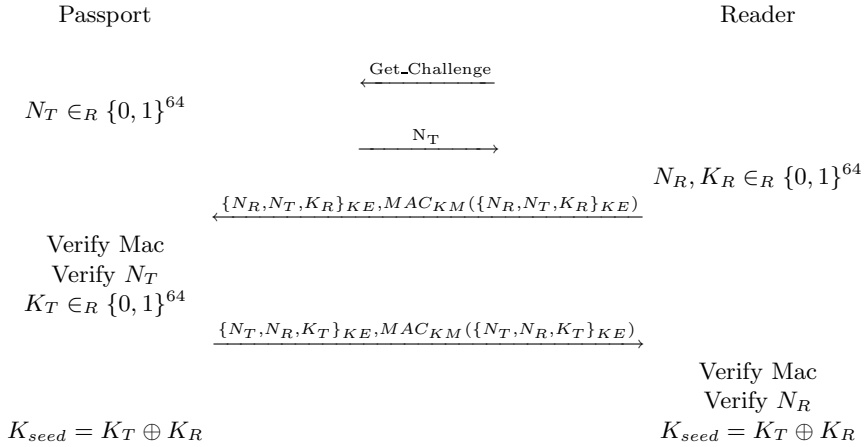 Passport Reader
Get_Challenge
N_T ∈_R {0, 1}^64
N_T
N_R, K_R ∈_R {0, 1}^64
{N_R,N_T,K_R}_KE,MAC_KM({N_R,N_T,K_R}_KE)
Verify Mac
Verify N_T
K_T ∈_R {0, 1}^64
{N_T,N_R,K_T}_KE,MAC_KM({N_T,N_R,K_T}_KE)
Verify Mac
Verify N_R
K_seed = K_T ⊕ K_R K_seed = K_T ⊕ K_R